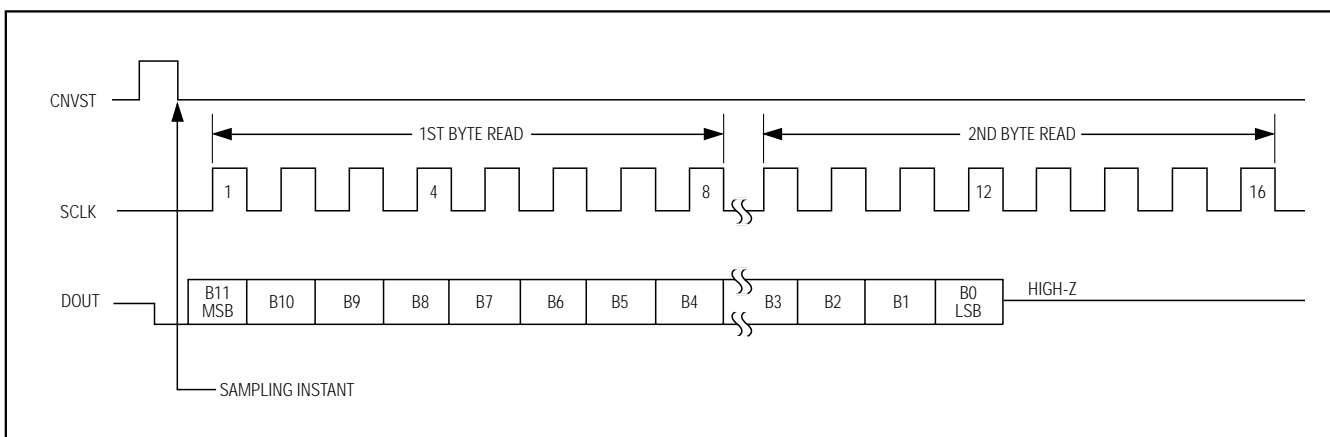 CNVST
1ST BYTE READ
2ND BYTE READ
1
4
8
12
16
SCLK
DOUT
B11
MSB
B10
B9
B8
B7
B6
B5
B4
B3
B2
B1
B0
LSB
HIGH-Z
SAMPLING INSTANT